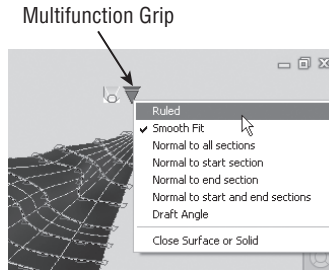 Multifunction Grip
Ruled
Smooth Fit
Normal to all sections
Normal to start section
Normal to end section
Normal to start and end sections
Draft Angle
Close Surface or Solid